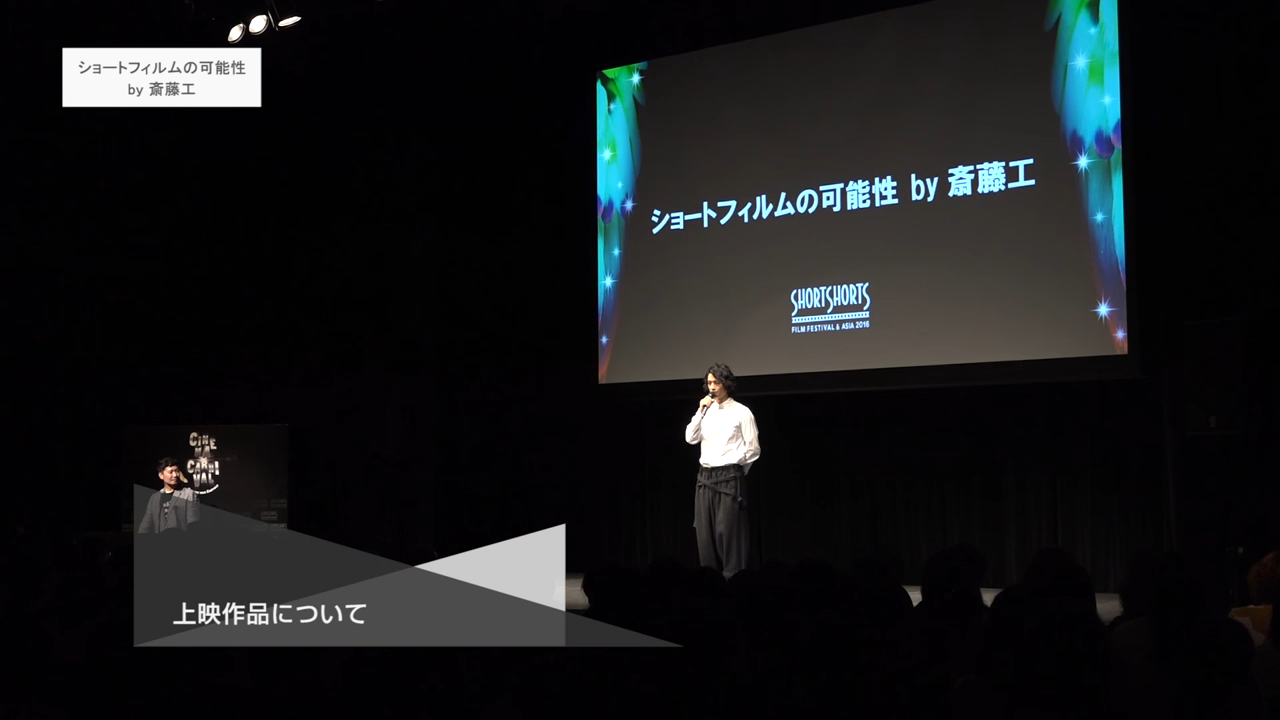 ショートフィルムの可能性
by 斎藤工
ショートフィルムの可能性 by 斎藤工
SHORTSHORTS
FILM FESTIVAL & ASIA 2016
CINE
MA
CARNI
VAL
上映作品について